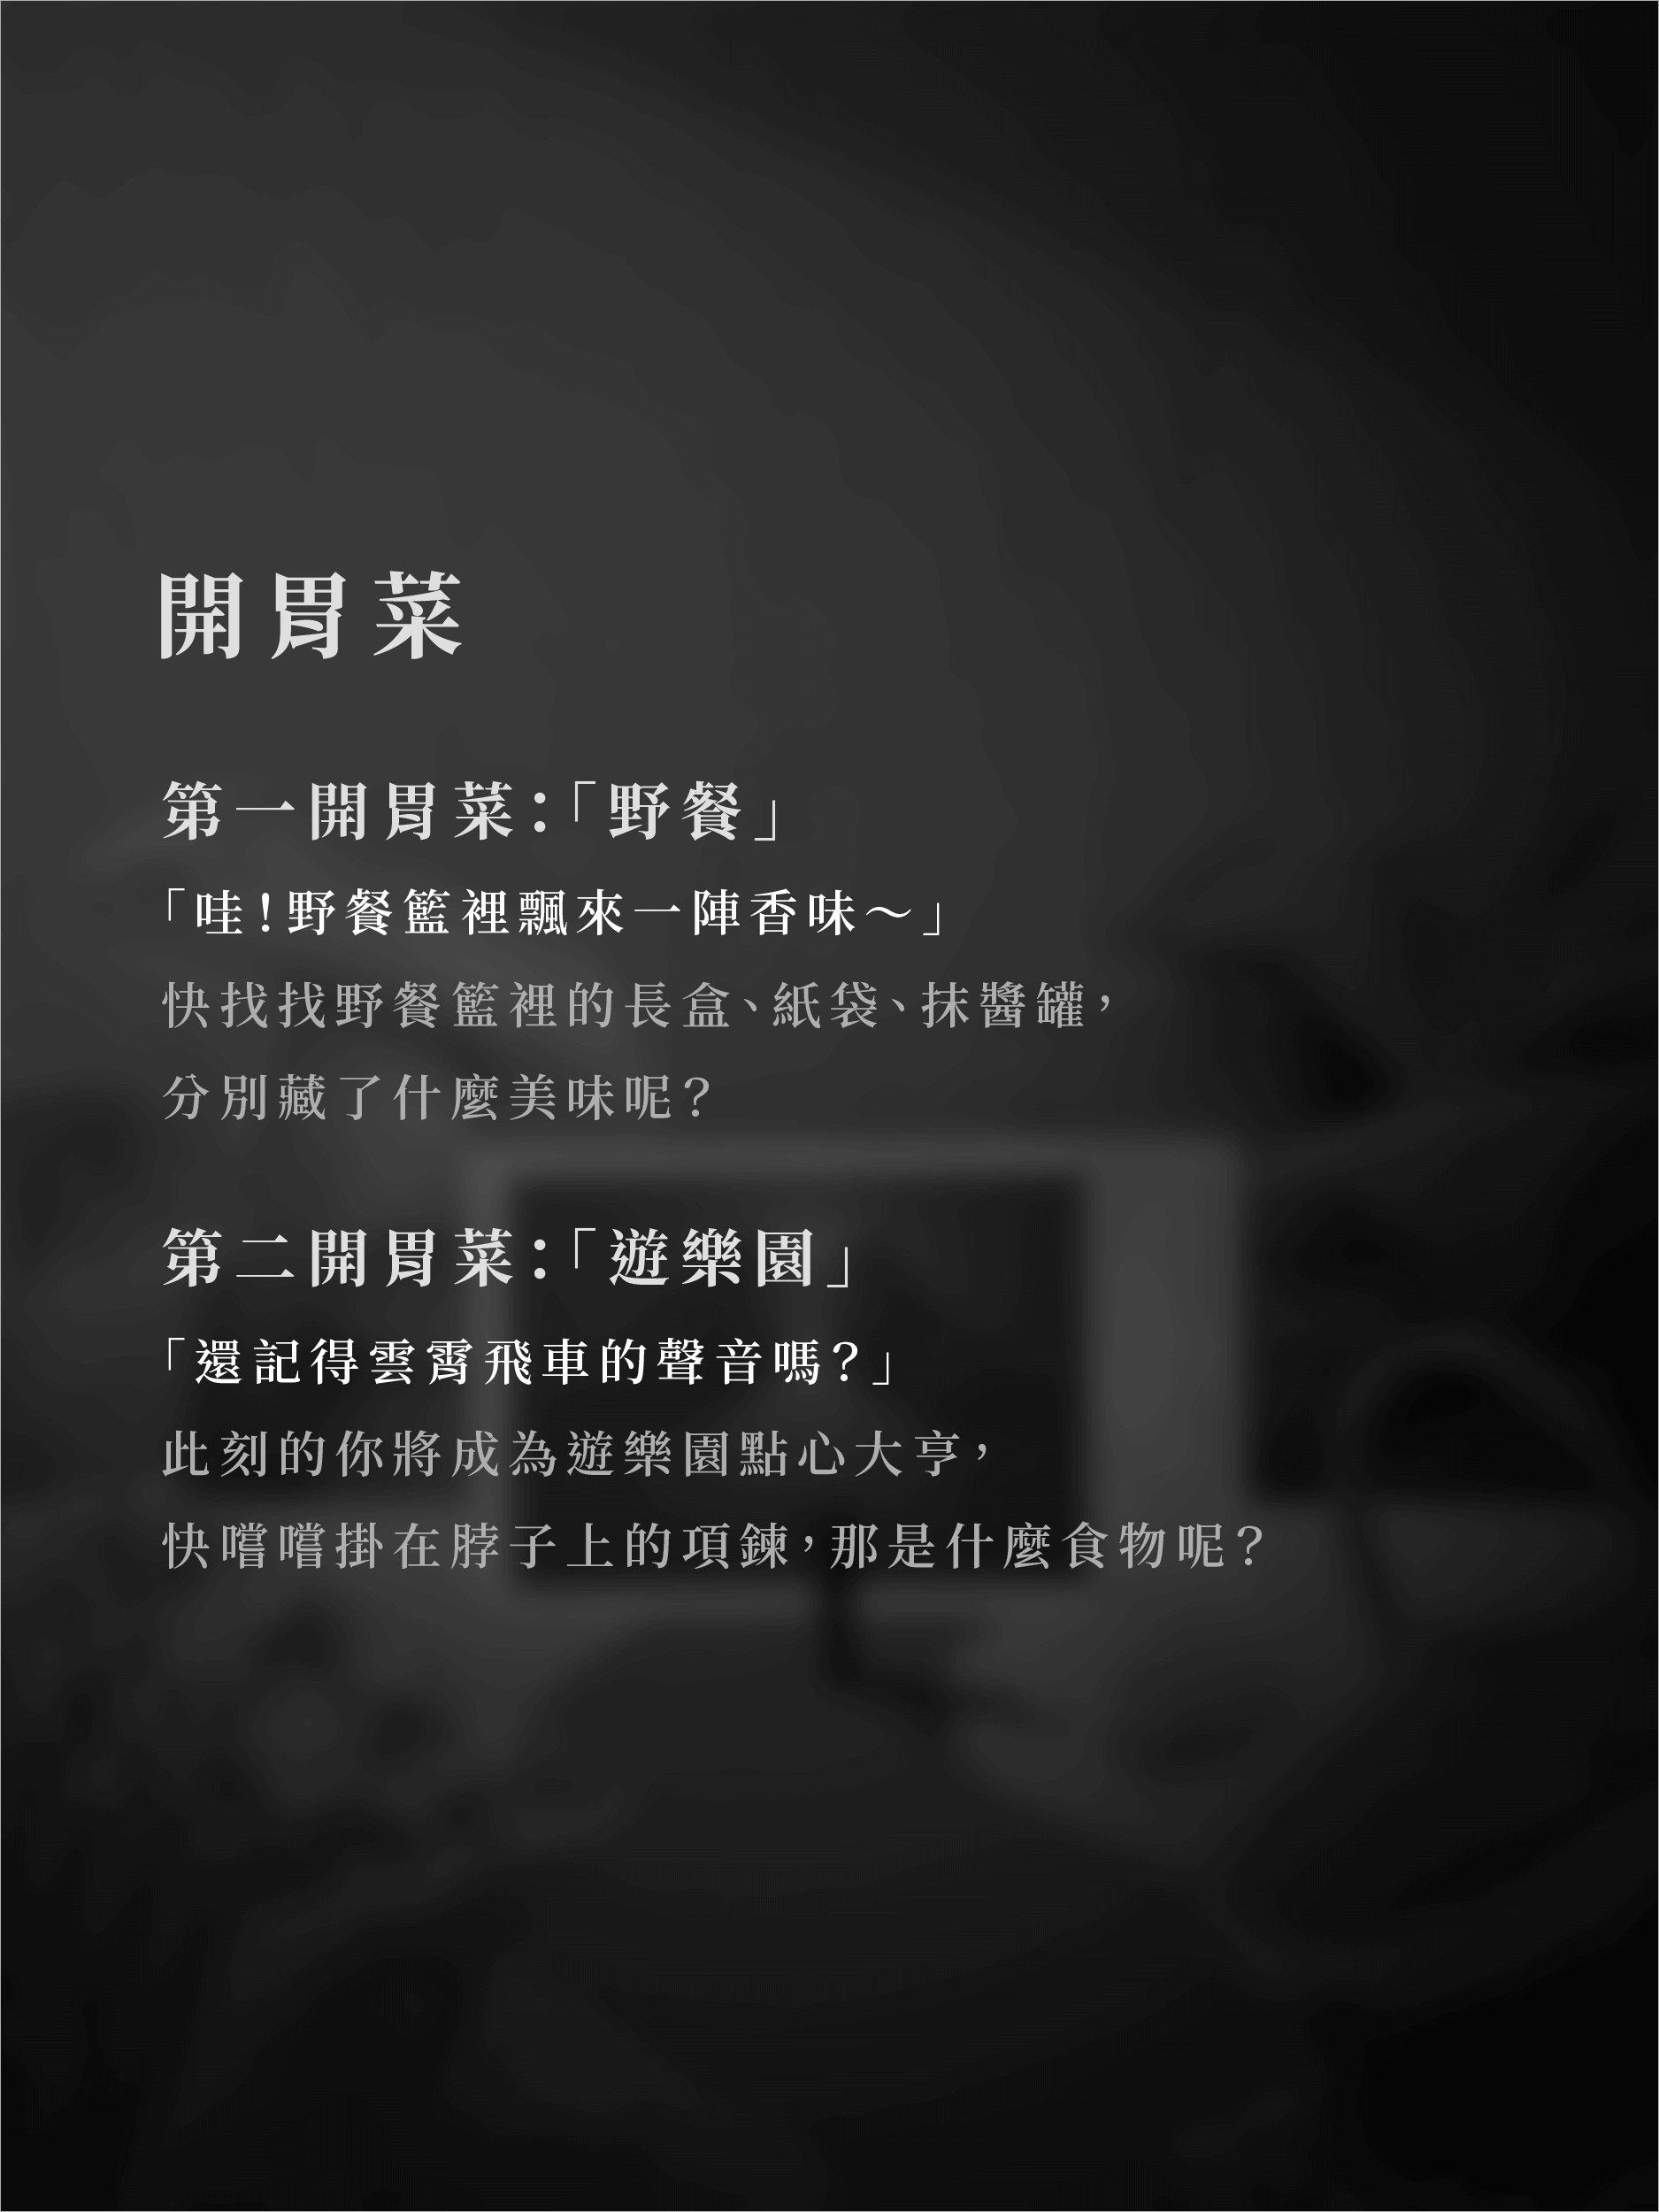 開胃菜
第一開胃菜：「野餐」
「哇！野餐籃裡飄來一陣香味～」
快找找野餐籃裡的長盒、紙袋、抹醬罐，
分別藏了什麼美味呢？
第二開胃菜：「遊樂園」
「還記得雲霄飛車的聲音嗎？」
此刻的你將成為遊樂園點心大亨，
快嚐嚐掛在脖子上的項鍊，那是什麼食物呢？